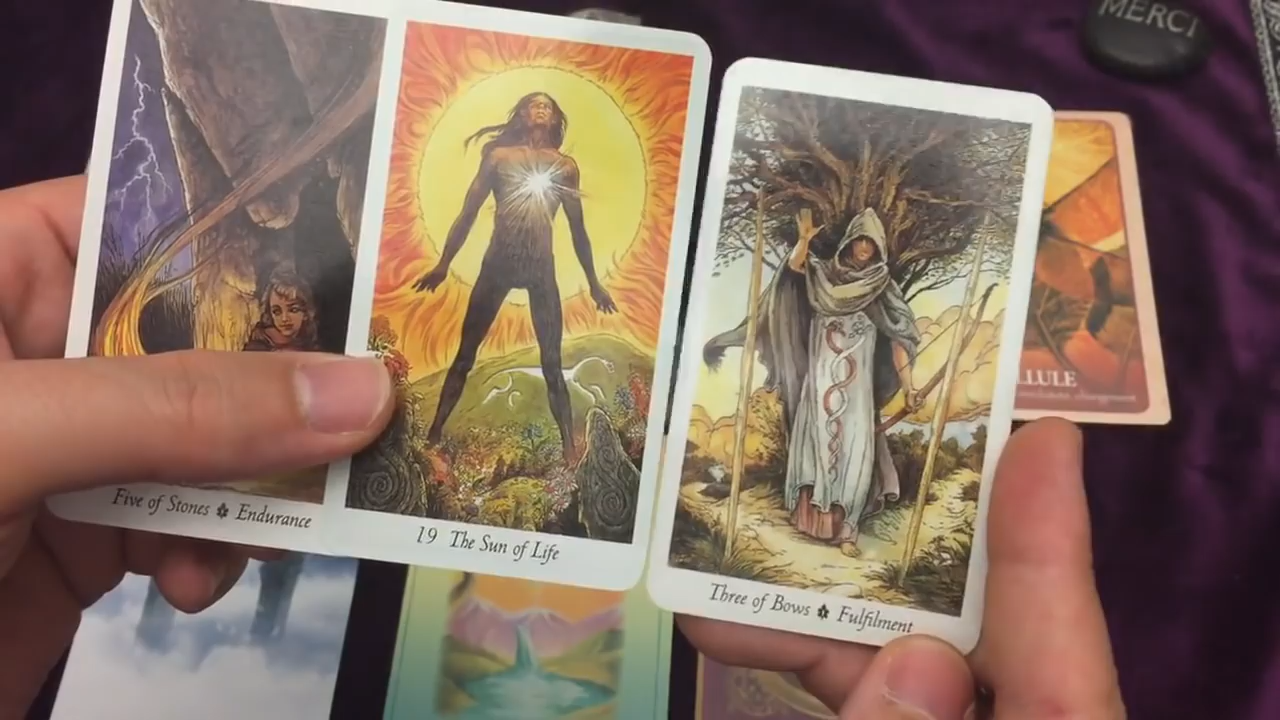 MERCI
LLULE
Five of Stones Endurance
19 The Sun of Life
Three of Bows Fulfilment